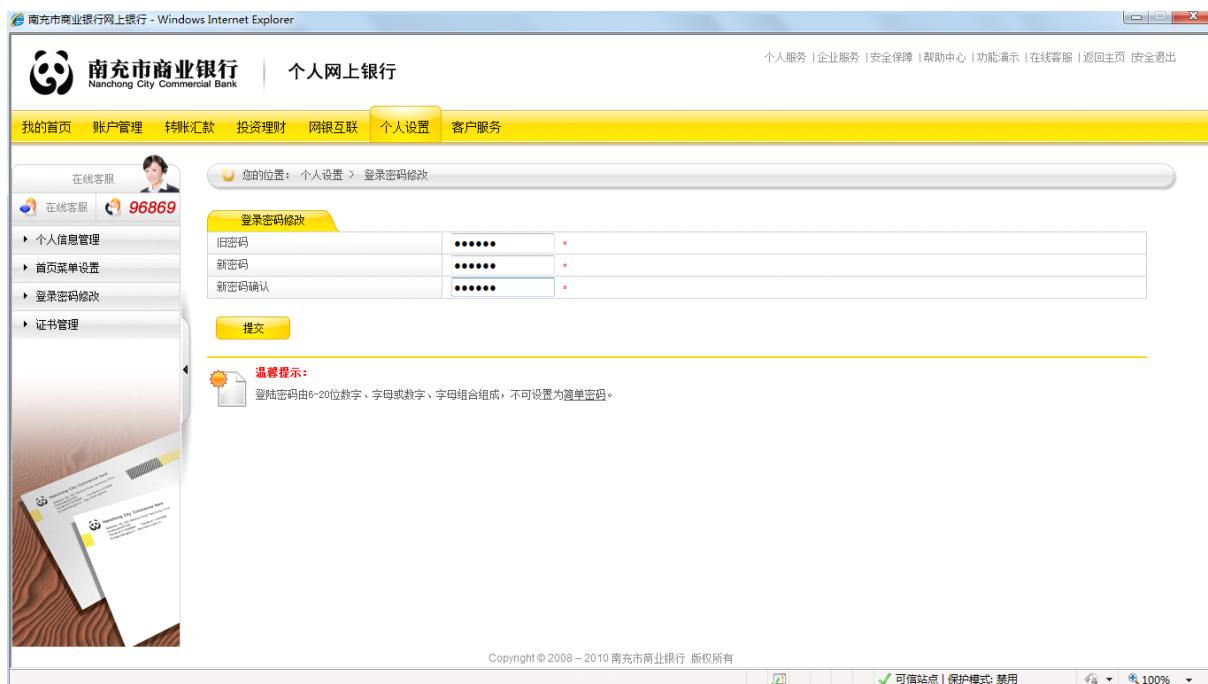 南充市商业银行网上银行 - Windows Internet Explorer
南充市商业银行
Nanchong City Commercial Bank
个人网上银行
个人服务 | 企业服务 | 安全保障 | 帮助中心 | 功能演示 | 在线客服 | 返回主页 | 安全退出
我的首页 账户管理 转账汇款 投资理财 网银互联 个人设置 客户服务
在线客服
在线客服 96869
个人信息管理
首页菜单设置
登录密码修改
证书管理
您的位置: 个人设置 > 登录密码修改
登录密码修改
旧密码 •••••• *
新密码 •••••• *
新密码确认 •••••• *
提交
温馨提示:
登陆密码由6-20位数字、字母或数字、字母组合组成，不可设置为简单密码。
Nanchong City Commercial Bank
Nanchong City Commercial Bank
Copyright © 2008 – 2010 南充市商业银行 版权所有
可信站点 | 保护模式: 禁用 100%